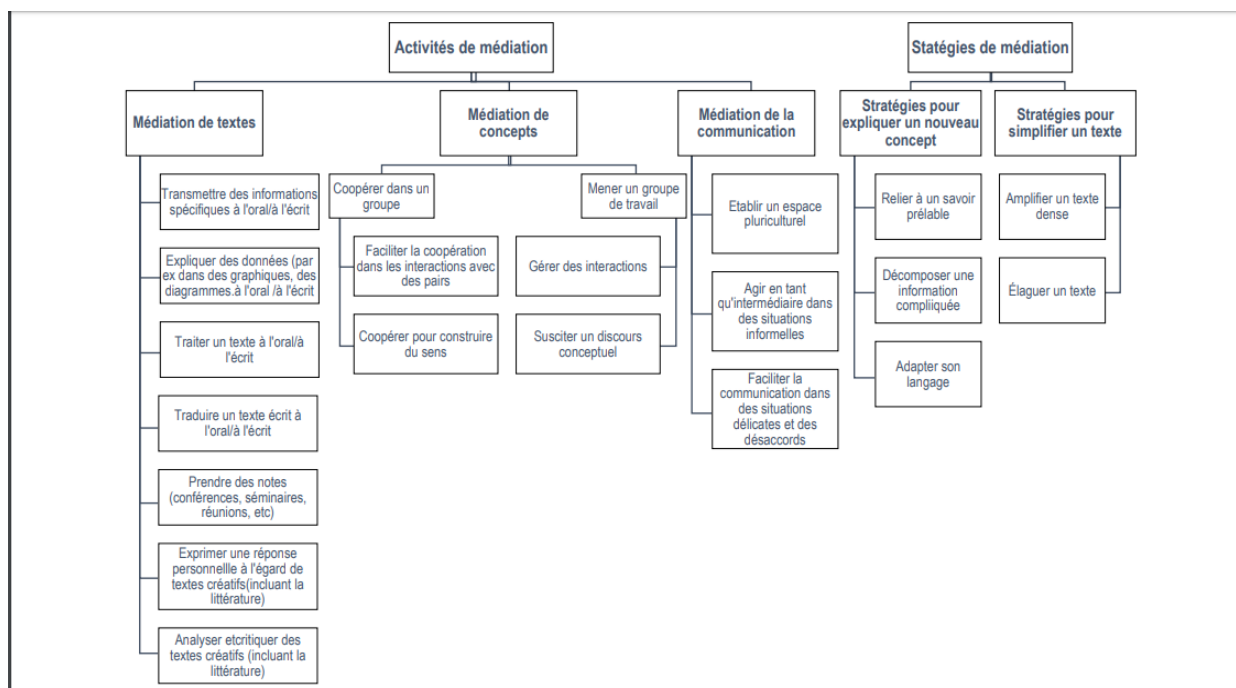 Activités de médiation
Statégies de médiation
Médiation de textes
Médiation de
concepts
Médiation de la
communication
Stratégies pour
expliquer un nouveau
concept
Stratégies pour
simplifier un texte
Transmettre des informations
spécifiques à l'oral/à l'écrit
Expliquer des données (par
ex dans des graphiques, des
diagrammes.à l'oral /à l'écrit
Traiter un texte à l'oral/à
l'écrit
Traduire un texte écrit à
l'oral/à l'écrit
Prendre des notes
(conférences, séminaires,
réunions, etc)
Exprimer une réponse
personnellle à l'égard de
textes créatifs(incluant la
littérature)
Analyser etcritiquer des
textes créatifs (incluant la
littérature)
Coopérer dans un
groupe
Faciliter la coopération
dans les interactions avec
des pairs
Coopérer pour construire
du sens
Mener un groupe
de travail
Gérer des interactions
Susciter un discours
conceptuel
Etablir un espace
pluriculturel
Agir en tant
qu'intermédiaire dans
des situations
informelles
Faciliter la
communication dans
des situations
délicates et des
désaccords
Relier à un savoir
prélable
Décomposer une
information
compliiquée
Adapter son
langage
Amplifier un texte
dense
Élaguer un texte